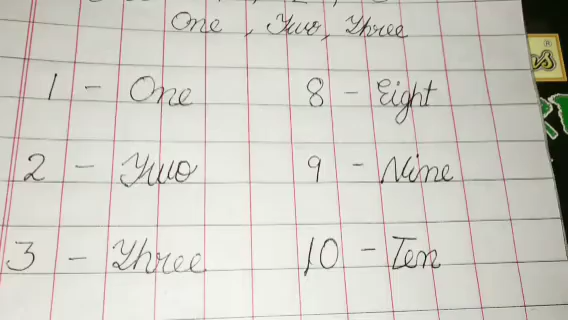 One, Two, Three
1 - One 8 - Eight
2 - Two 9 - Nine
3 - Three 10 - Ten